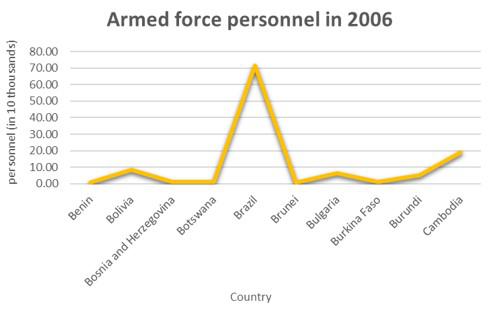 Armed force personnel in 2006
personnel (in 10 thousands)
80.00
70.00
60.00
50.00
40.00
30.00
20.00
10.00
0.00
Benin
Bolivia
Bosnia and Herzegovina
Botswana
Brazil
Brunei
Bulgaria
Burkina Faso
Burundi
Cambodia
Country